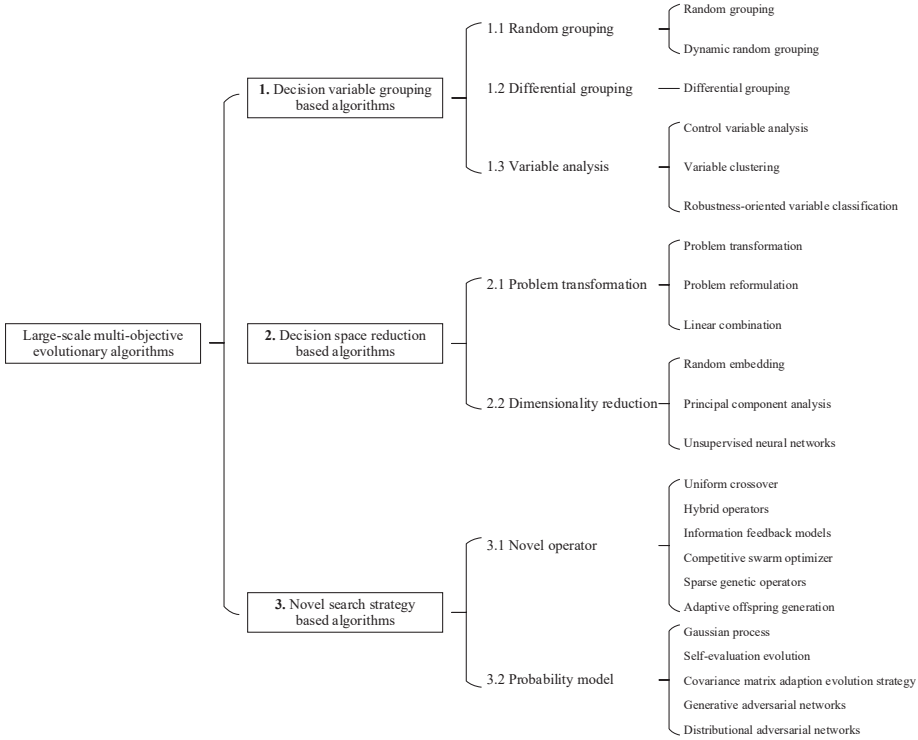 Large-scale multi-objective
evolutionary algorithms
1. Decision variable grouping
based algorithms
1.1 Random grouping
Random grouping
Dynamic random grouping
1.2 Differential grouping
Differential grouping
1.3 Variable analysis
Control variable analysis
Variable clustering
Robustness-oriented variable classification
2. Decision space reduction
based algorithms
2.1 Problem transformation
Problem transformation
Problem reformulation
Linear combination
2.2 Dimensionality reduction
Random embedding
Principal component analysis
Unsupervised neural networks
3. Novel search strategy
based algorithms
3.1 Novel operator
Uniform crossover
Hybrid operators
Information feedback models
Competitive swarm optimizer
Sparse genetic operators
Adaptive offspring generation
3.2 Probability model
Gaussian process
Self-evaluation evolution
Covariance matrix adaption evolution strategy
Generative adversarial networks
Distributional adversarial networks